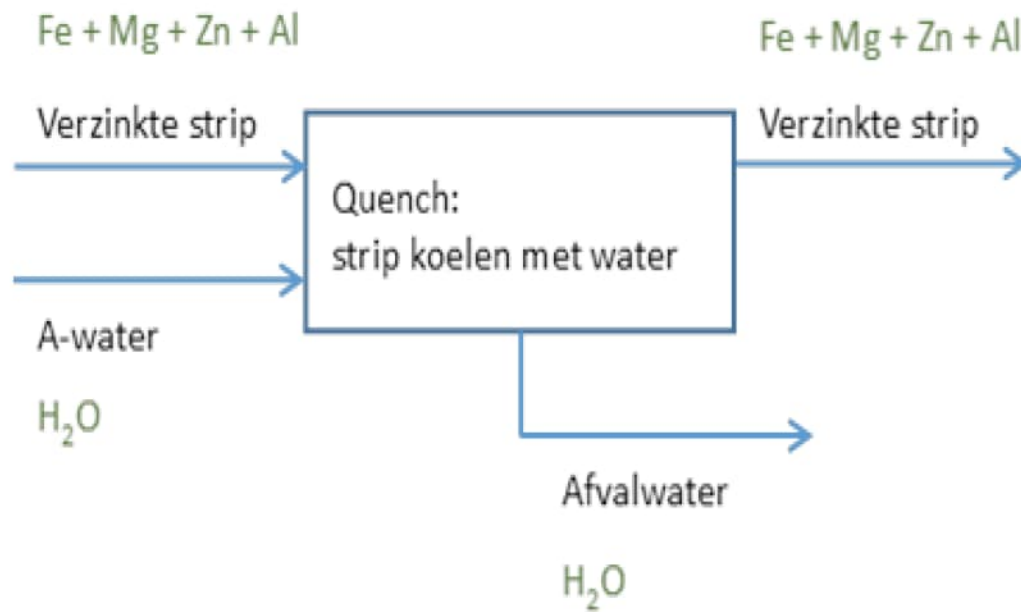 Fe + Mg + Zn + Al
Verzinkte strip
Fe + Mg + Zn + Al
Verzinkte strip
Quench:
strip koelen met water
A-water
H₂O
Afvalwater
H₂O